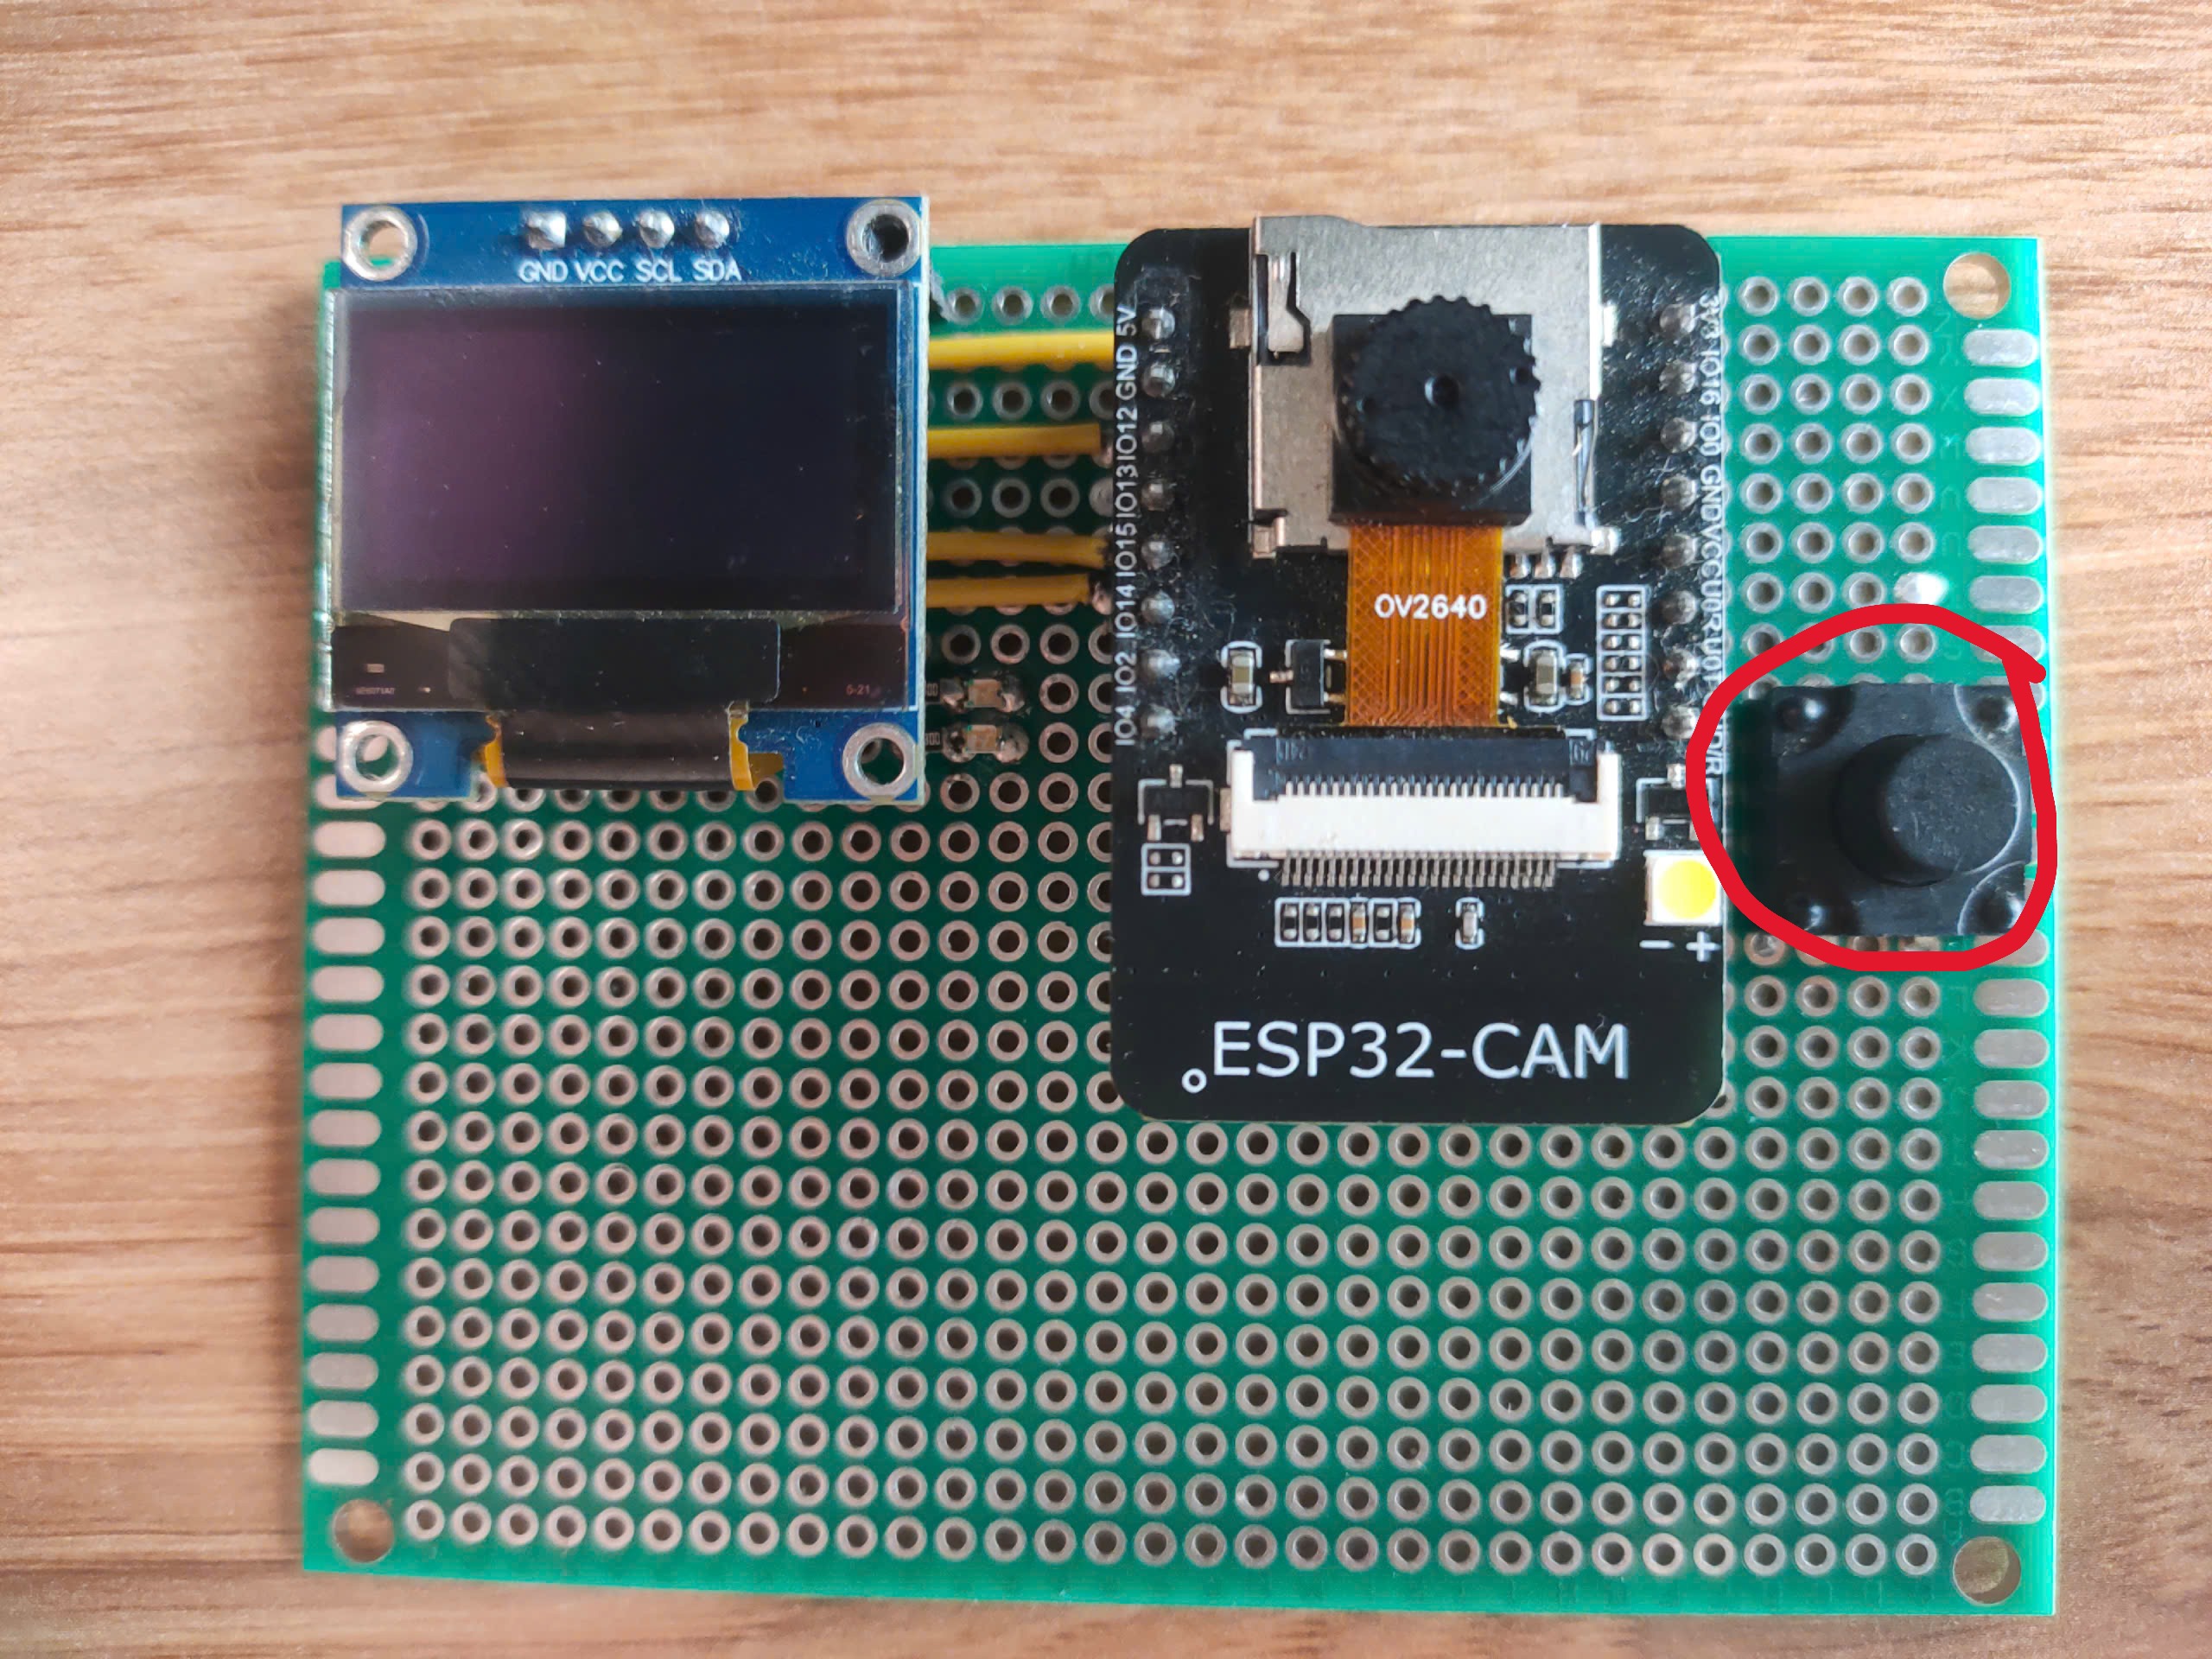 GND VCC SCL SDA
5V
GND
IO12
IO13
IO15
IO14
IO2
IO4
3V3
IO16
IO0
GND
VCC
U0R
OV2640
- +
ESP32-CAM